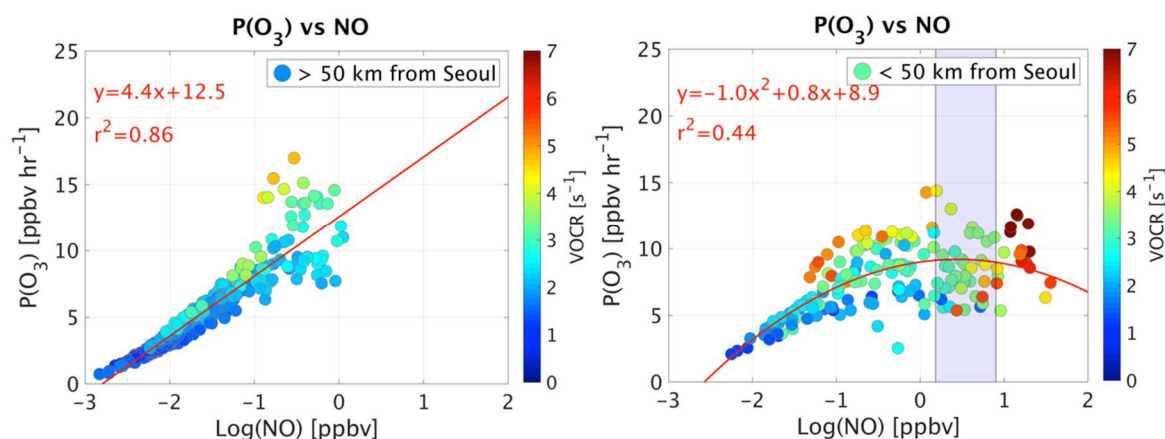 P(O₃) vs NO
25
20
15
10
5
0
P(O₃) [ppbv hr⁻¹]
> 50 km from Seoul
y=4.4x+12.5
r²=0.86
-3 -2 -1 0 1 2
Log(NO) [ppbv]
7
6
5
4
3
2
1
0
VOCR [s⁻¹]
P(O₃) vs NO
25
20
15
10
5
0
P(O₃) [ppbv hr⁻¹]
< 50 km from Seoul
y=-1.0x²+0.8x+8.9
r²=0.44
-3 -2 -1 0 1 2
Log(NO) [ppbv]
7
6
5
4
3
2
1
0
VOCR [s⁻¹]